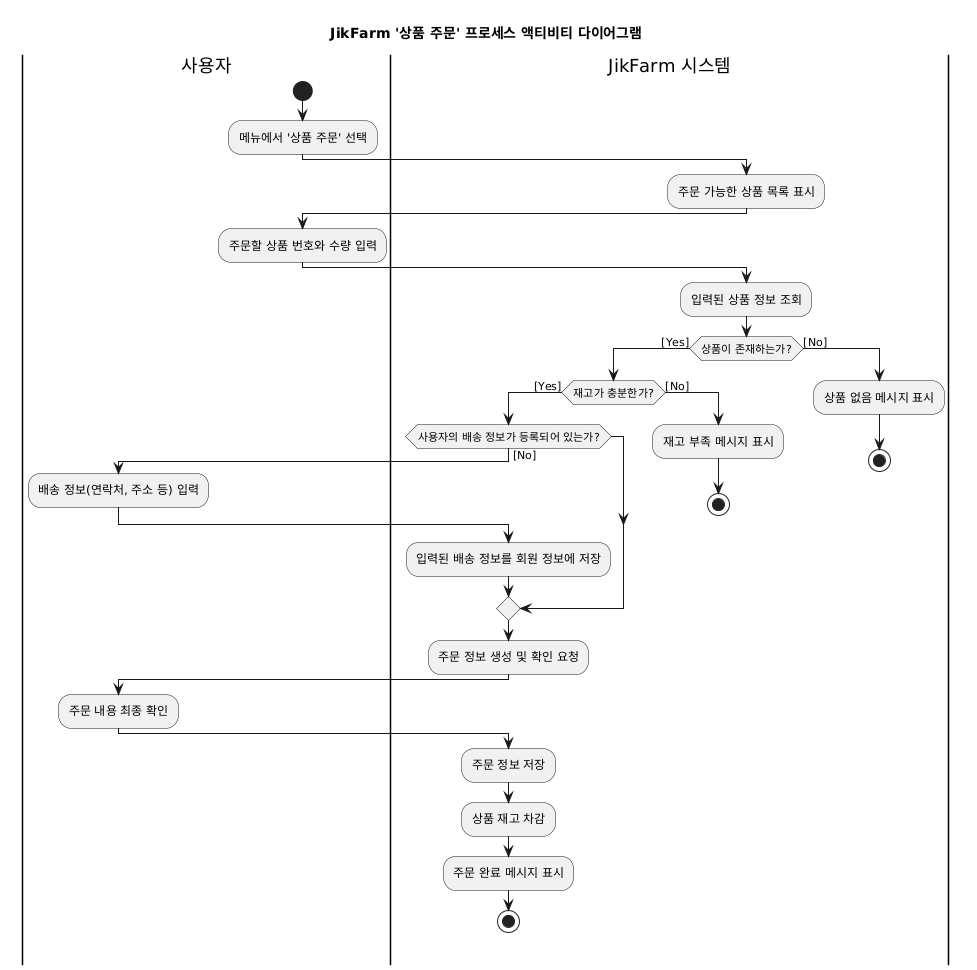 JikFarm '상품 주문' 프로세스 액티비티 다이어그램
사용자
JikFarm 시스템
메뉴에서 '상품 주문' 선택
주문 가능한 상품 목록 표시
주문할 상품 번호와 수량 입력
입력된 상품 정보 조회
[Yes]
상품이 존재하는가?
[No]
[Yes]
재고가 충분한가?
[No]
상품 없음 메시지 표시
사용자의 배송 정보가 등록되어 있는가?
재고 부족 메시지 표시
[No]
배송 정보(연락처, 주소 등) 입력
입력된 배송 정보를 회원 정보에 저장
주문 정보 생성 및 확인 요청
주문 내용 최종 확인
주문 정보 저장
상품 재고 차감
주문 완료 메시지 표시